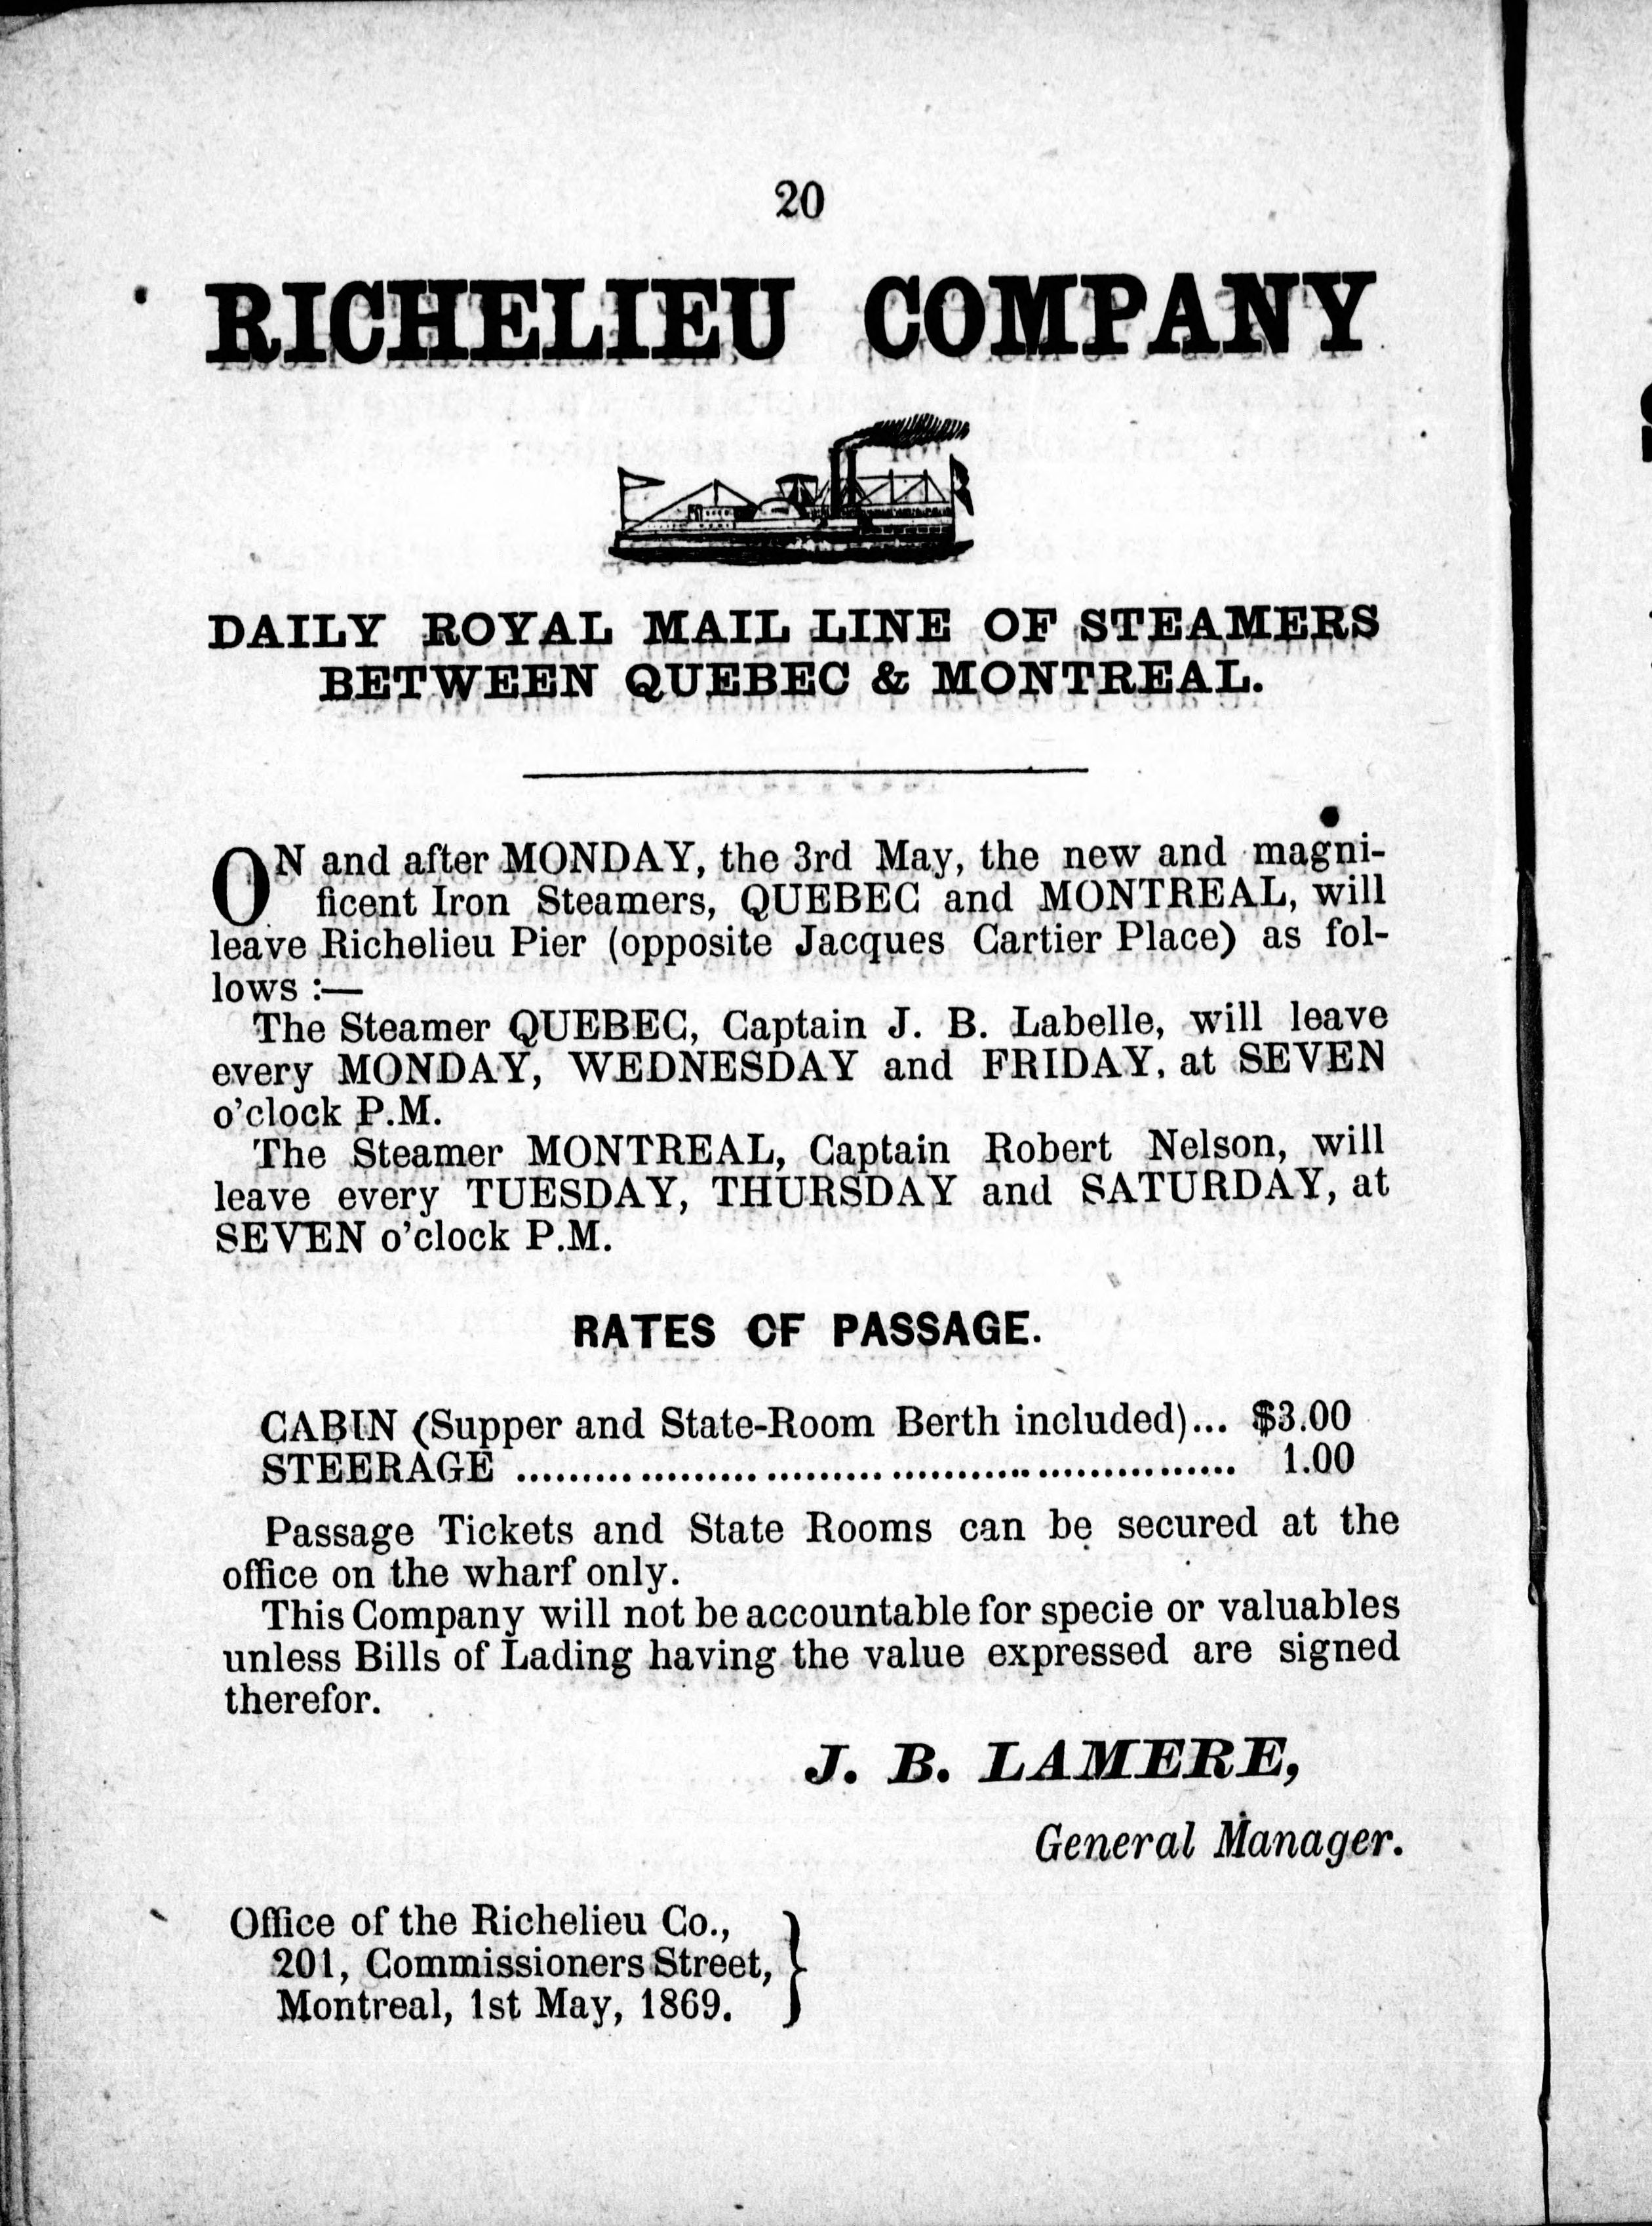 20
RICHELIEU COMPANY
DAILY ROYAL MAIL LINE OF STEAMERS
BETWEEN QUEBEC & MONTREAL.
ON and after MONDAY, the 3rd May, the new and magni-
ficent Iron Steamers, QUEBEC and MONTREAL, will
leave Richelieu Pier (opposite Jacques Cartier Place) as fol-
lows :—
The Steamer QUEBEC, Captain J. B. Labelle, will leave
every MONDAY, WEDNESDAY and FRIDAY, at SEVEN
o'clock P.M.
The Steamer MONTREAL, Captain Robert Nelson, will
leave every TUESDAY, THURSDAY and SATURDAY, at
SEVEN o'clock P.M.
RATES OF PASSAGE.
CABIN (Supper and State-Room Berth included)... $3.00
STEERAGE ........................................................... 1.00
Passage Tickets and State Rooms can be secured at the
office on the wharf only.
This Company will not be accountable for specie or valuables
unless Bills of Lading having the value expressed are signed
therefor.
J. B. LAMERE,
General Manager.
Office of the Richelieu Co.,
201, Commissioners Street,
Montreal, 1st May, 1869.